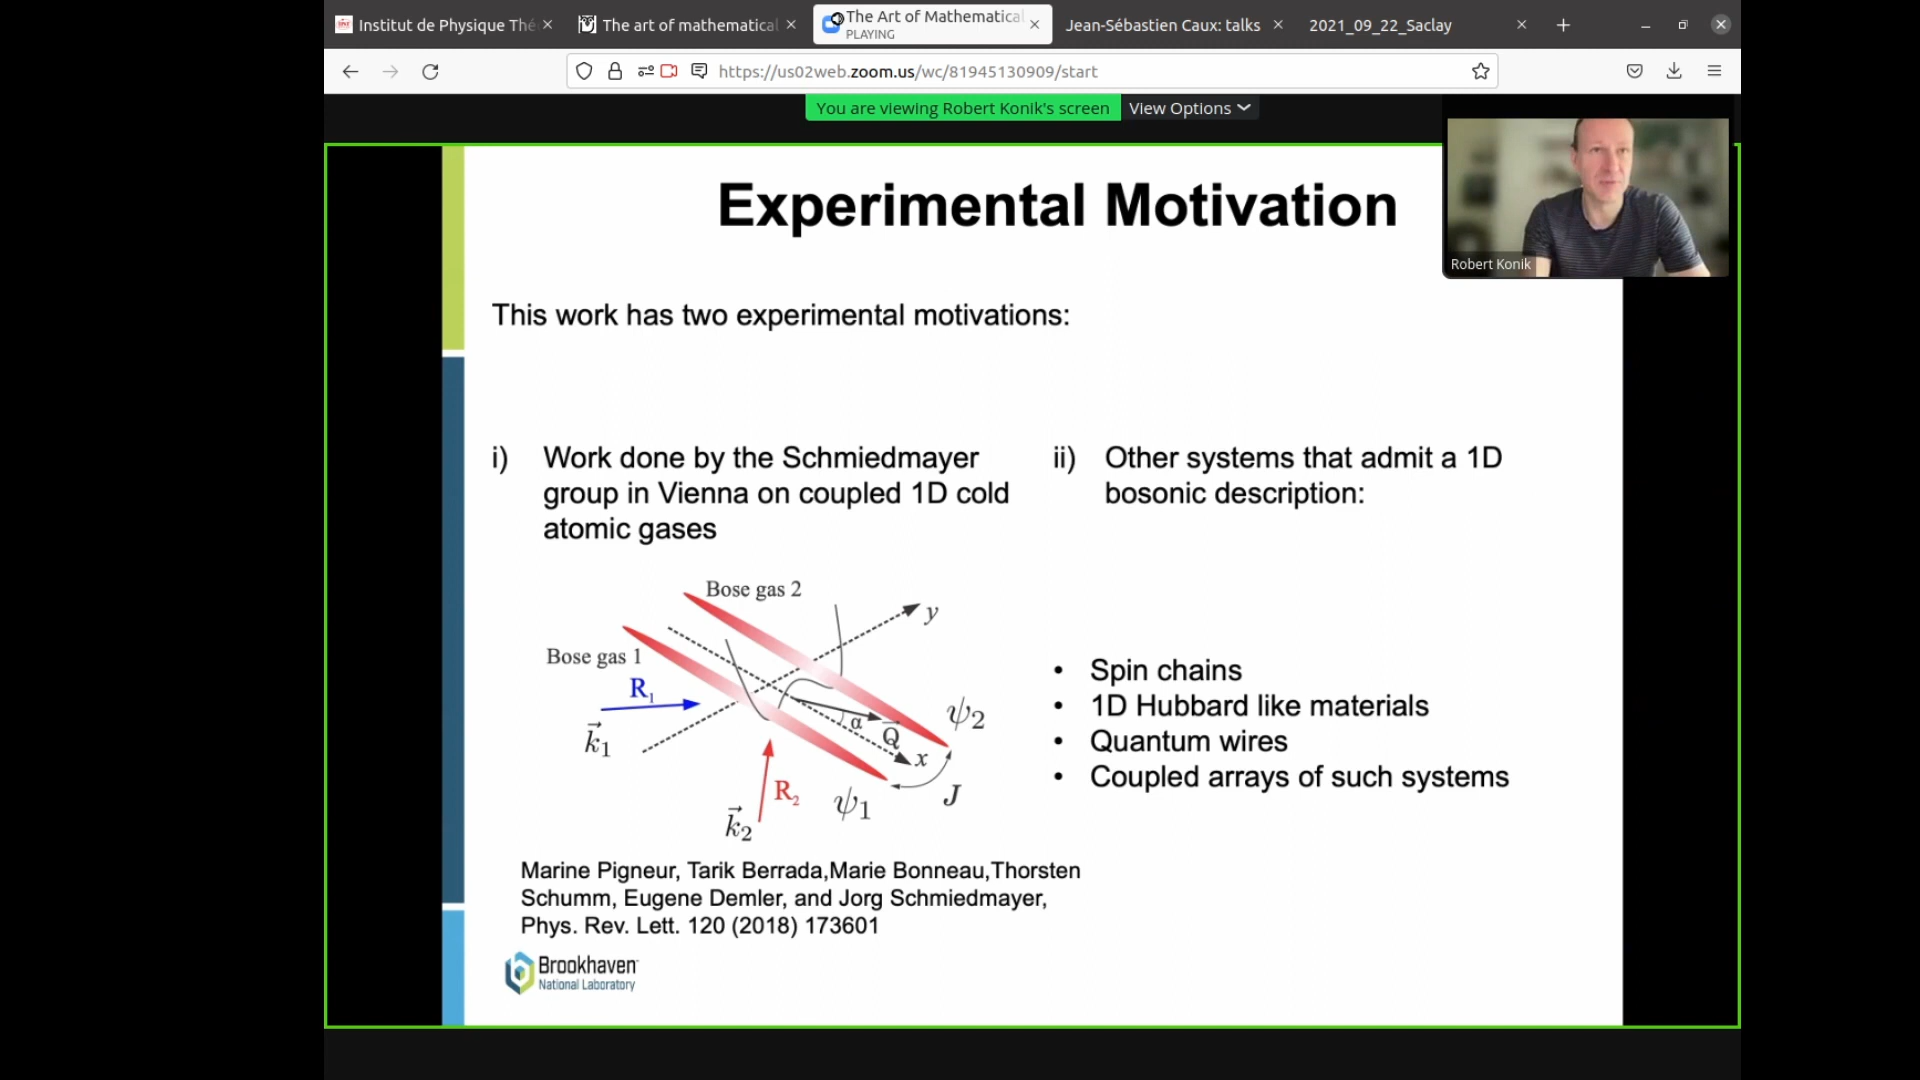 Institut de Physique Thé
The art of mathematical
The Art of Mathematical
PLAYING
Jean-Sébastien Caux: talks
2021_09_22_Saclay
https://us02web.zoom.us/wc/81945130909/start
You are viewing Robert Konik's screen
View Options
Robert Konik
Experimental Motivation
This work has two experimental motivations:
i) Work done by the Schmiedmayer
group in Vienna on coupled 1D cold
atomic gases
ii) Other systems that admit a 1D
bosonic description:
Bose gas 2
y
Bose gas 1
R₁
k⃗₁
α
Q⃗
ψ₂
x
R₂
k⃗₂
ψ₁
J
• Spin chains
• 1D Hubbard like materials
• Quantum wires
• Coupled arrays of such systems
Marine Pigneur, Tarik Berrada,Marie Bonneau,Thorsten
Schumm, Eugene Demler, and Jorg Schmiedmayer,
Phys. Rev. Lett. 120 (2018) 173601
Brookhaven
National Laboratory